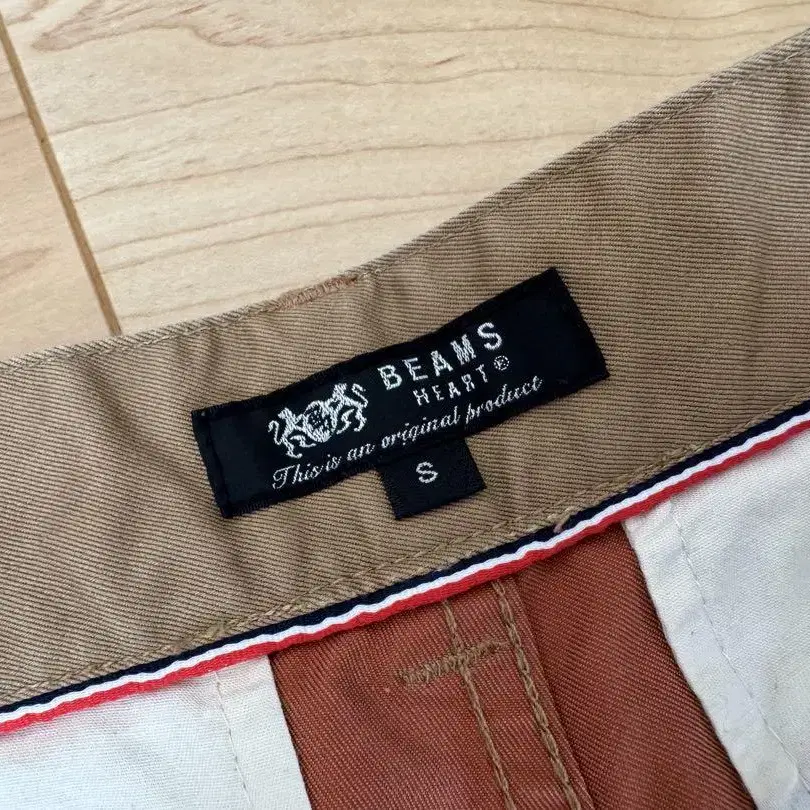 BEAMS
HEART®
This is an original product
S